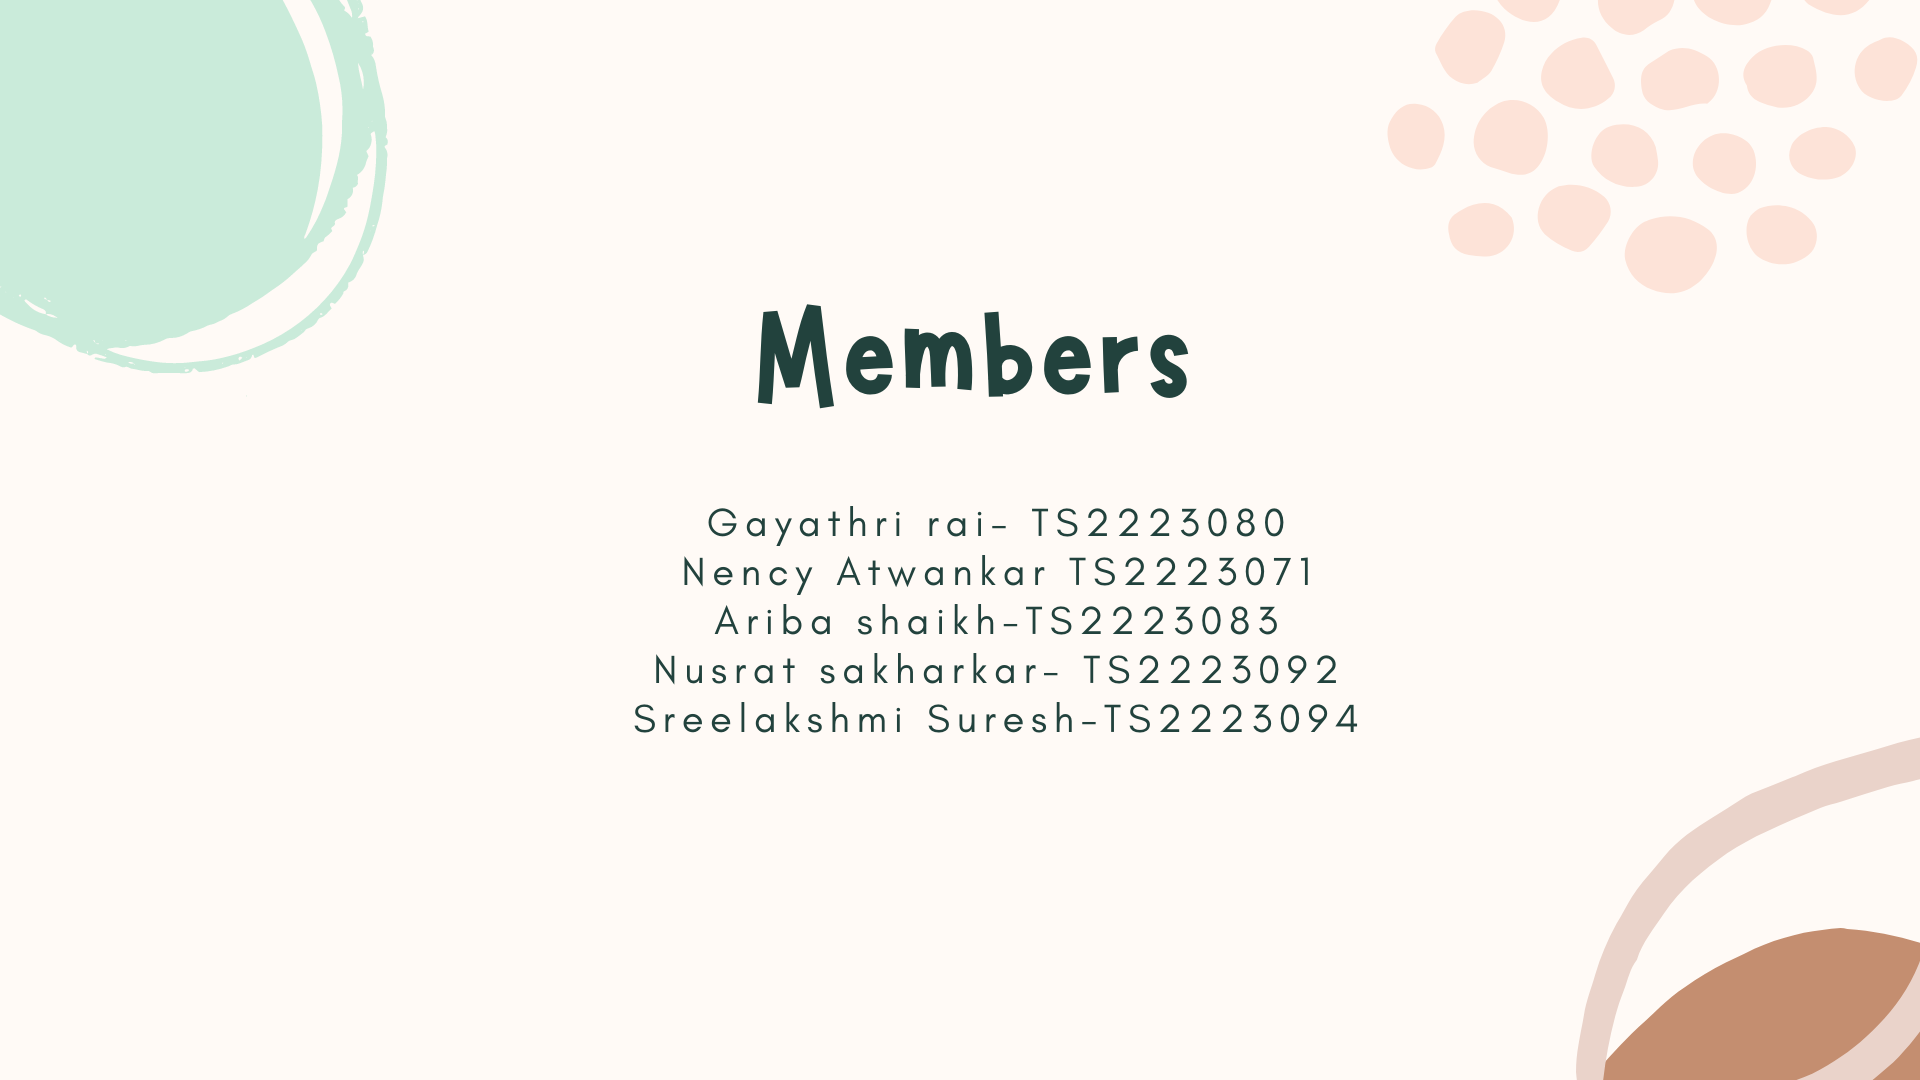 Members
Gayathri rai- TS2223080
Nency Atwankar TS2223071
Ariba shaikh-TS2223083
Nusrat sakharkar- TS2223092
Sreelakshmi Suresh-TS2223094